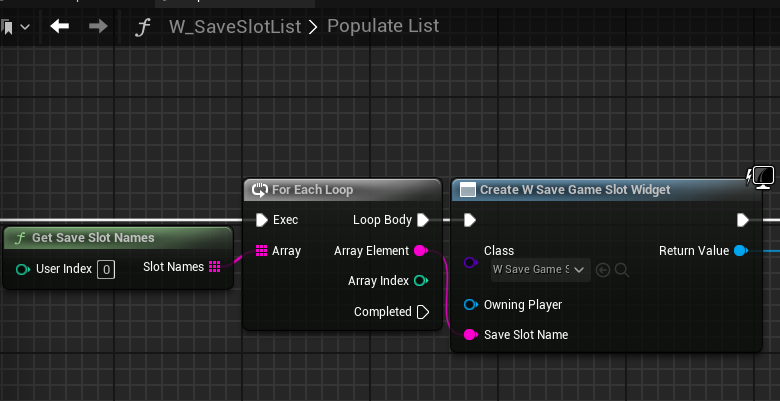 W_SaveSlotList > Populate List
For Each Loop
Create W Save Game Slot Widget
Exec
Loop Body
Get Save Slot Names
User Index 0
Slot Names
Array
Array Element
Class
W Save Game S
Return Value
Array Index
Owning Player
Completed
Save Slot Name